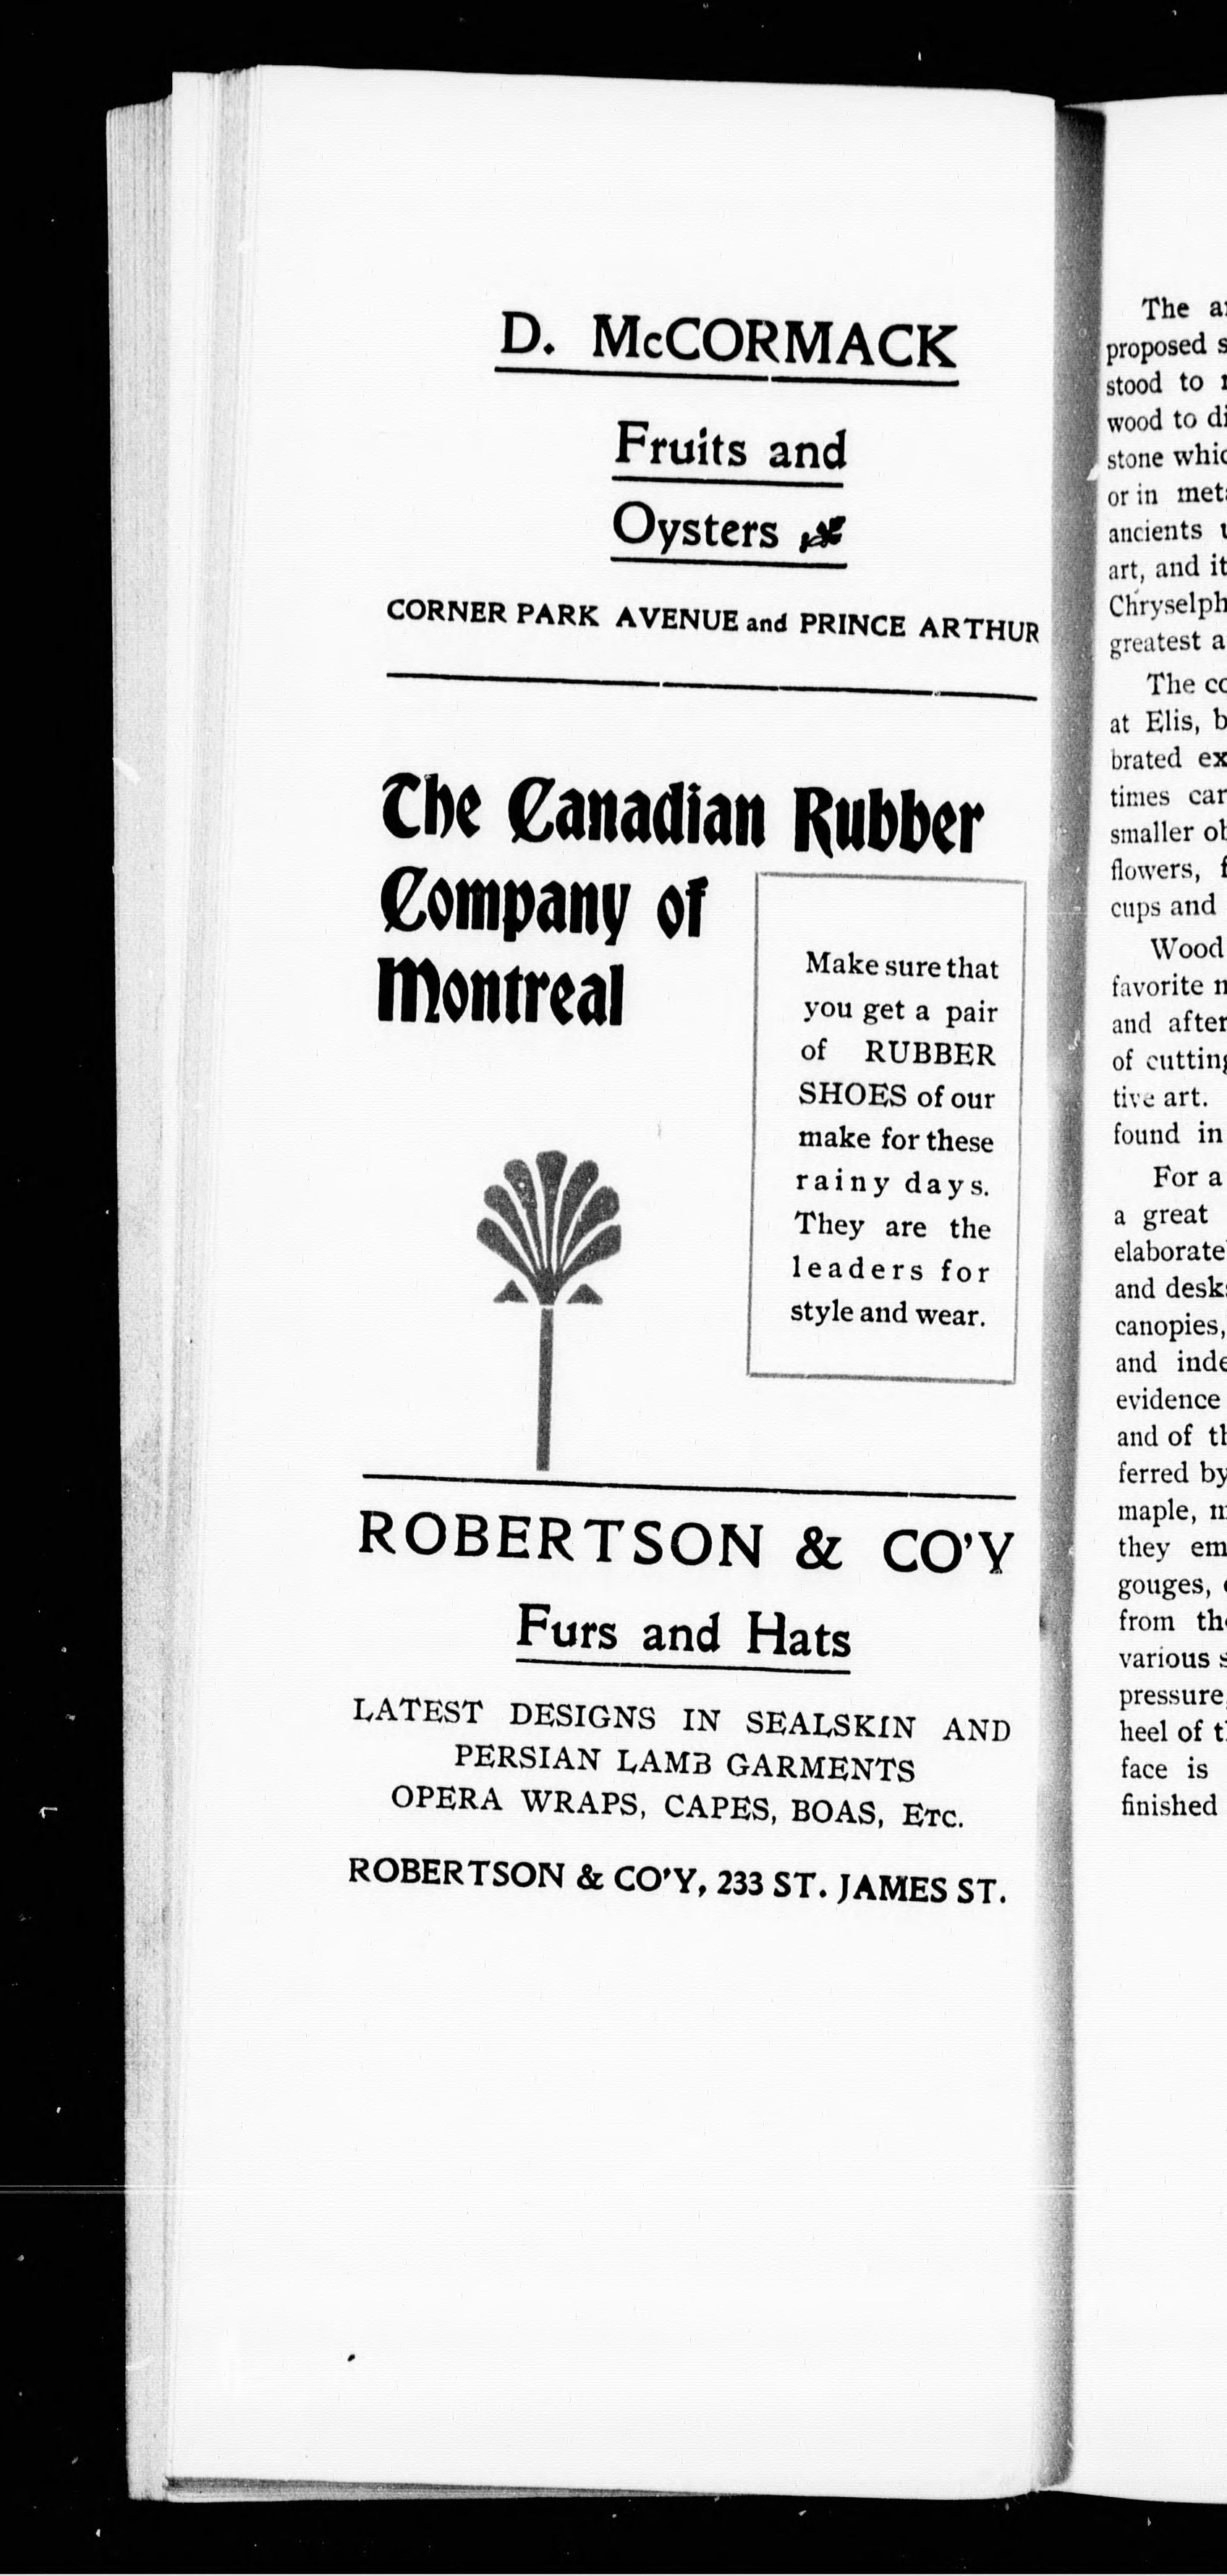 D. McCORMACK
Fruits and
Oysters
CORNER PARK AVENUE and PRINCE ARTHUR
The Canadian Rubber
Company of
Montreal
Make sure that
you get a pair
of RUBBER
SHOES of our
make for these
rainy days.
They are the
leaders for
style and wear.
ROBERTSON & CO'Y
Furs and Hats
LATEST DESIGNS IN SEALSKIN AND
PERSIAN LAMB GARMENTS
OPERA WRAPS, CAPES, BOAS, ETC.
ROBERTSON & CO'Y, 233 ST. JAMES ST.
The
proposed
stood to
wood to
stone
or in
ancients
art, and it
greatest a
The
at Elis,
brated
times
smaller
flowers,
cups and
Wood
favorite
and after
of cutting
tive art.
found in
For a
a great
elaborate
and desks
canopies,
and
evidence
and of
ferred by
maple,
they
gouges,
from
various
pressure
heel of
face is
finished